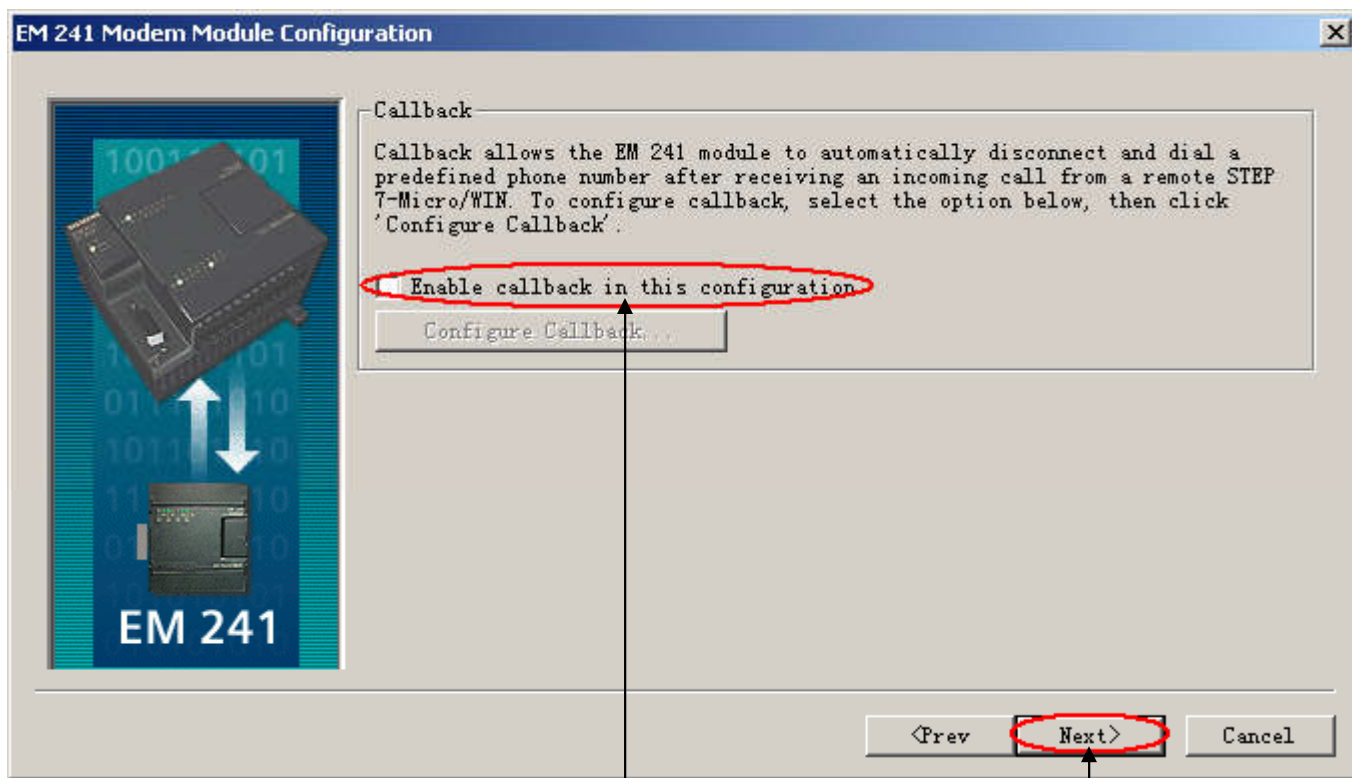 EM 241 Modem Module Configuration
Callback
Callback allows the EM 241 module to automatically disconnect and dial a
predefined phone number after receiving an incoming call from a remote STEP
7-Micro/WIN. To configure callback, select the option below, then click
'Configure Callback'.
Enable callback in this configuration
Configure Callback...
EM 241
<Prev
Next>
Cancel